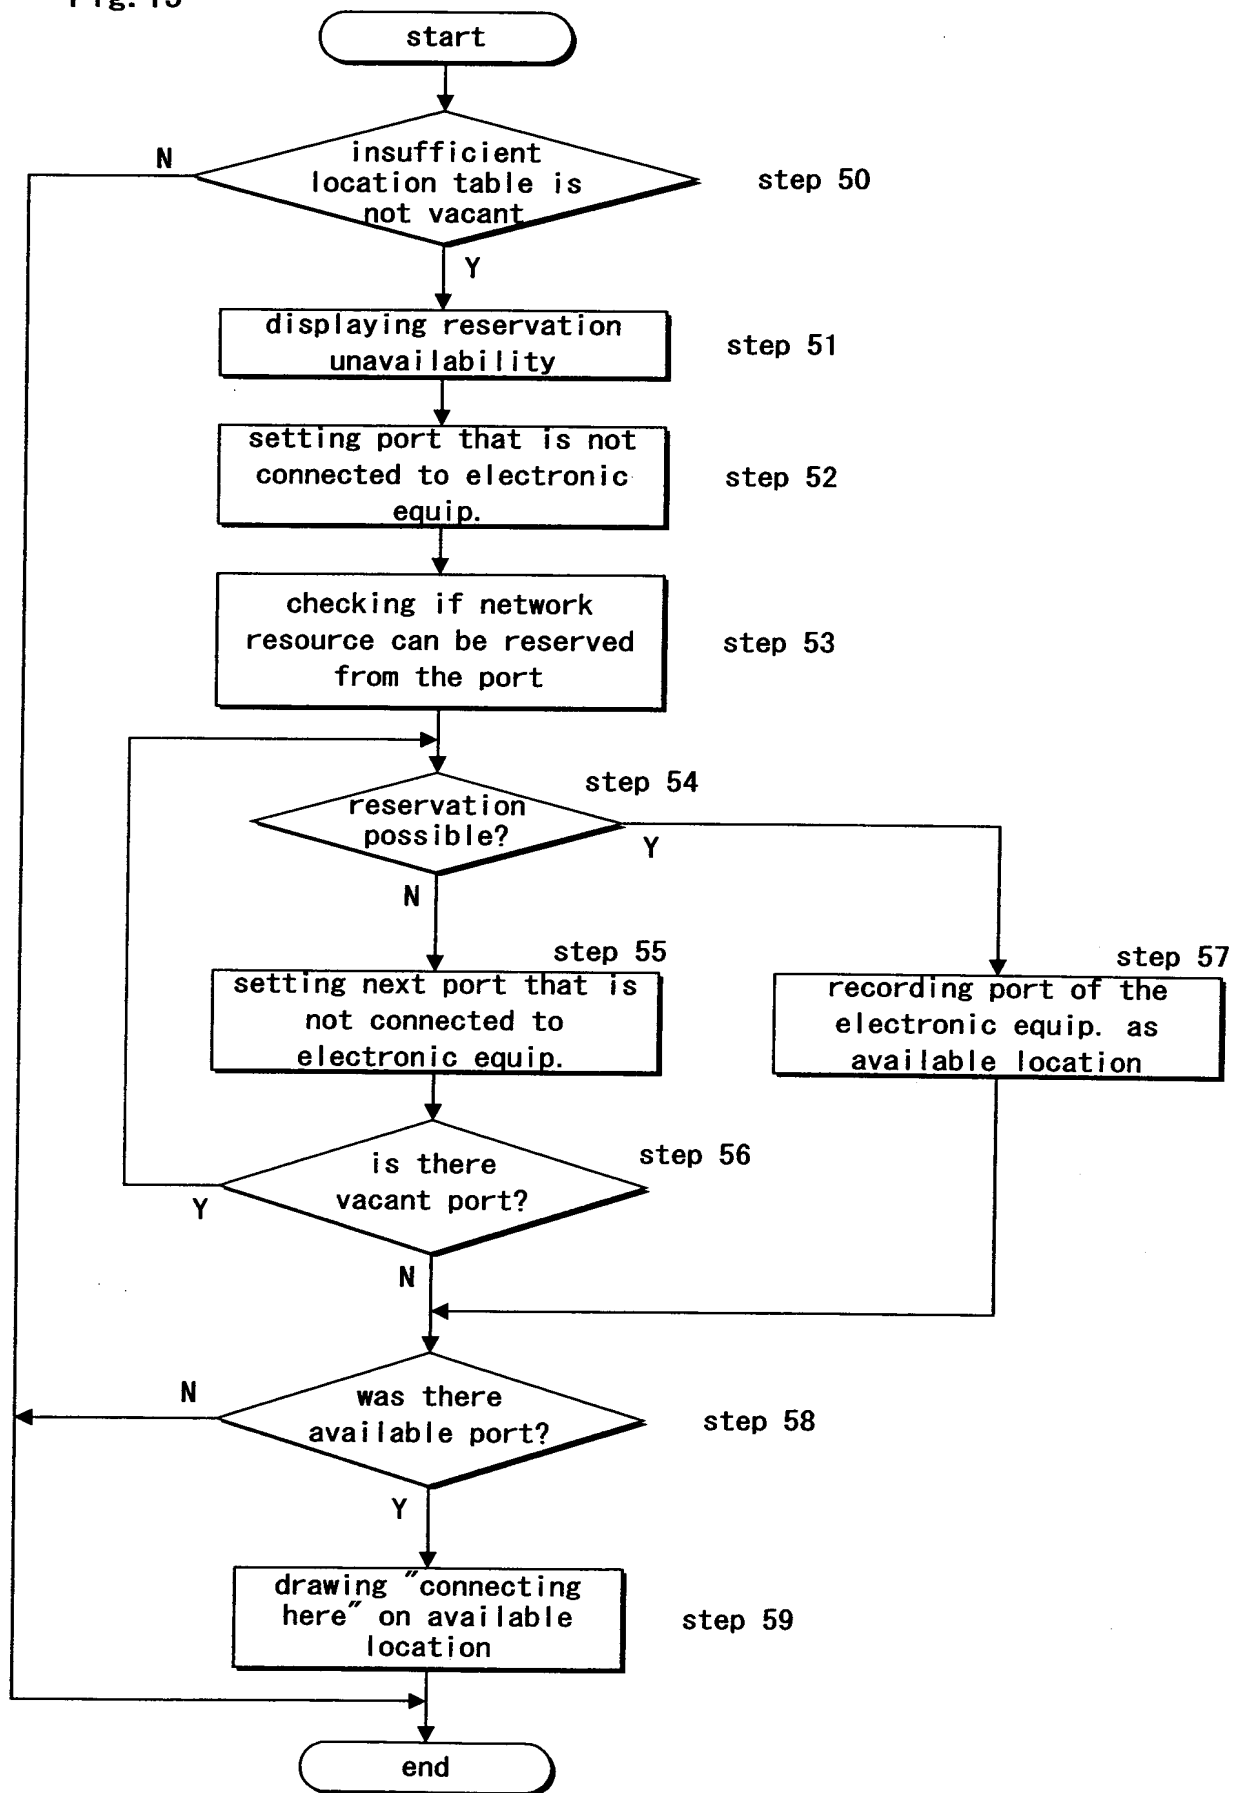 start
N
insufficient
location table is
not vacant
step 50
Y
displaying reservation
unavailability
step 51
setting port that is not
connected to electronic
equip.
step 52
checking if network
resource can be reserved
from the port
step 53
step 54
reservation
possible?
Y
N
step 55
setting next port that is
not connected to
electronic equip.
step 57
recording port of the
electronic equip. as
available location
is there
vacant port?
step 56
Y
N
N
was there
available port?
step 58
Y
drawing "connecting
here" on available
location
step 59
end